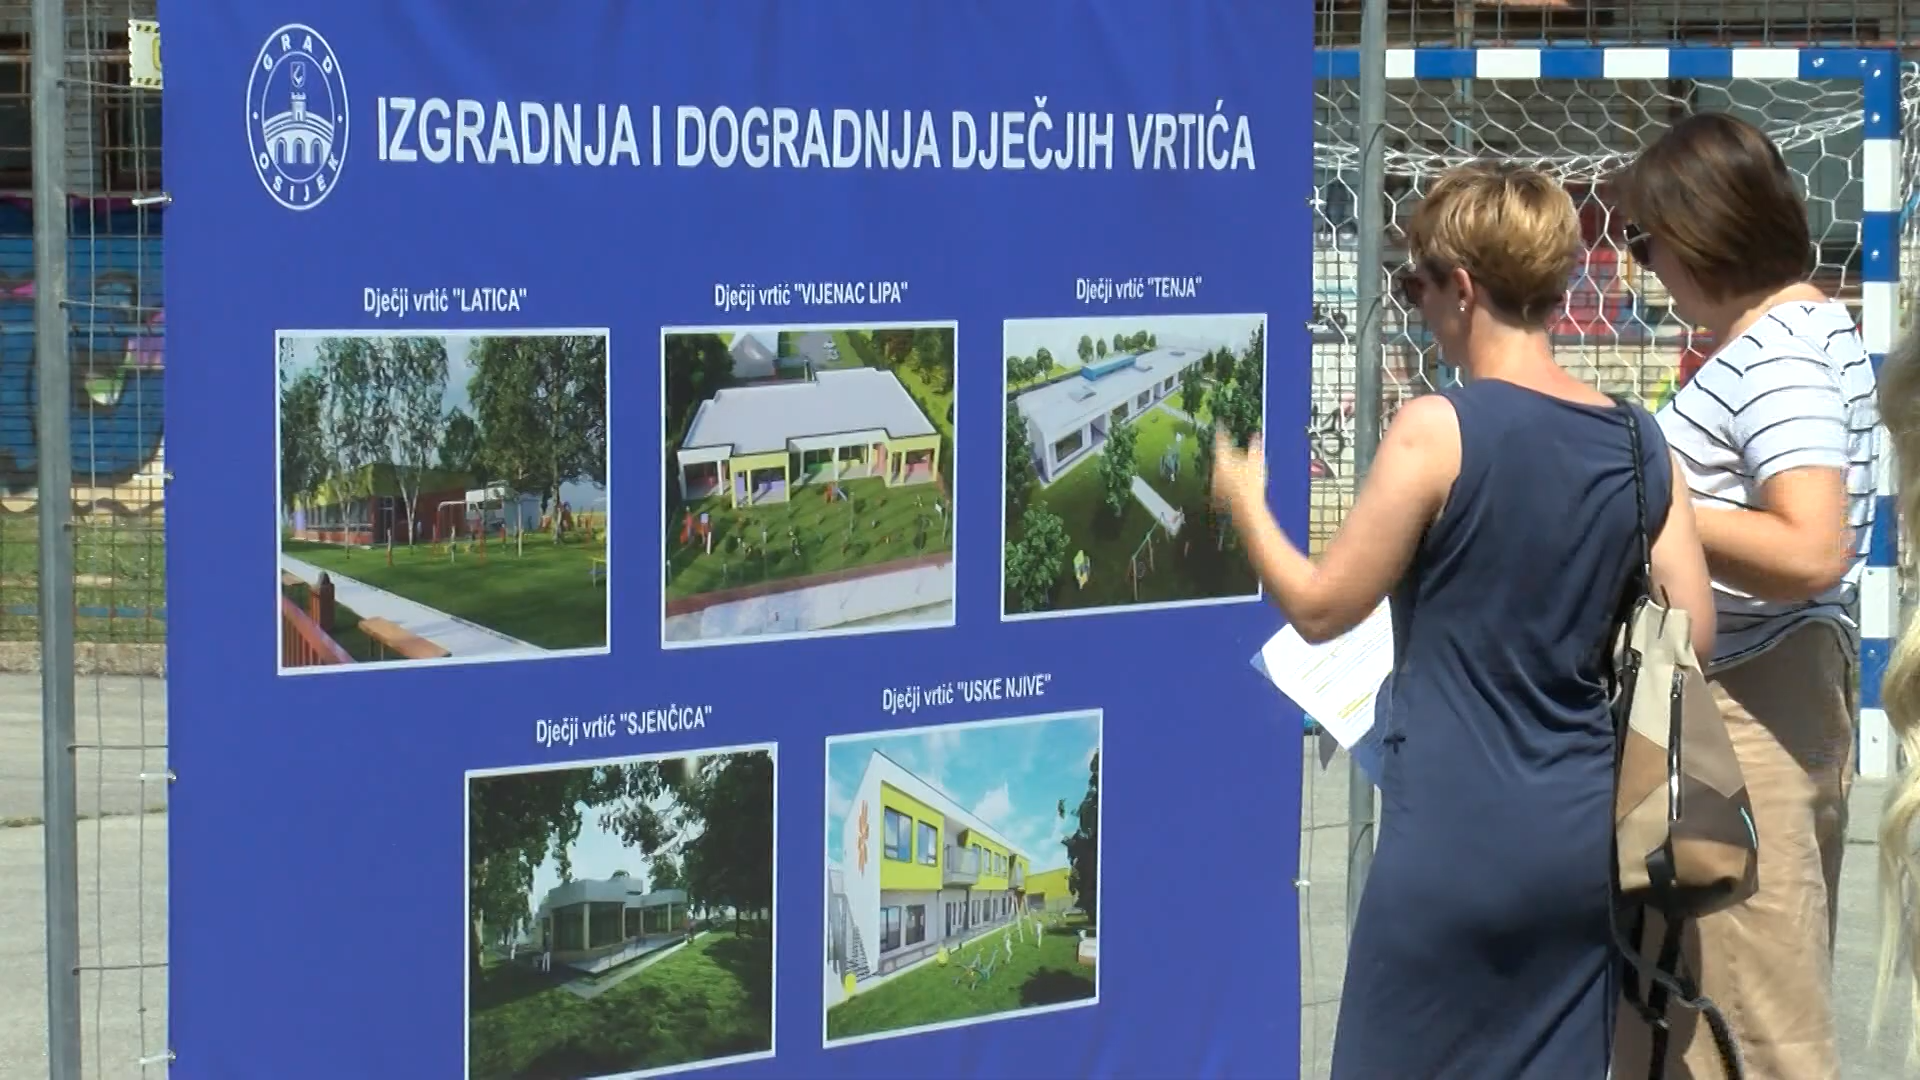 GRAD OSIJEK
IZGRADNJA I DOGRADNJA DJEČJIH VRTIĆA
Dječji vrtić "LATICA"
Dječji vrtić "VIJENAC LIPA"
Dječji vrtić "TENJA"
Dječji vrtić "SJENČICA"
Dječji vrtić "USKE NJIVE"